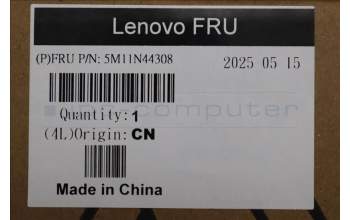 Lenovo FRU
(P)FRU P/N: 5M11N44308
2025 05 15
Quantity:1
(4L)Origin:CN
Made in China